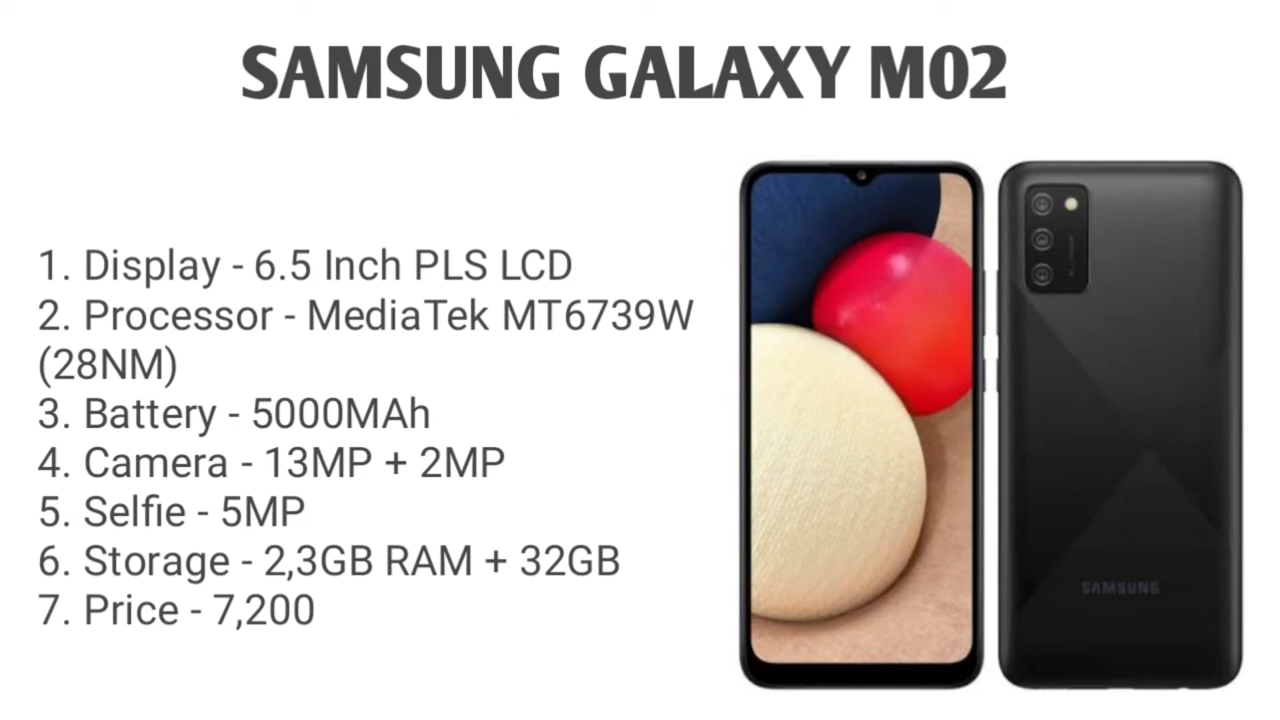 SAMSUNG GALAXY M02
1. Display - 6.5 Inch PLS LCD
2. Processor - MediaTek MT6739W
(28NM)
3. Battery - 5000MAh
4. Camera - 13MP + 2MP
5. Selfie - 5MP
6. Storage - 2,3GB RAM + 32GB
7. Price - 7,200
SAMSUNG